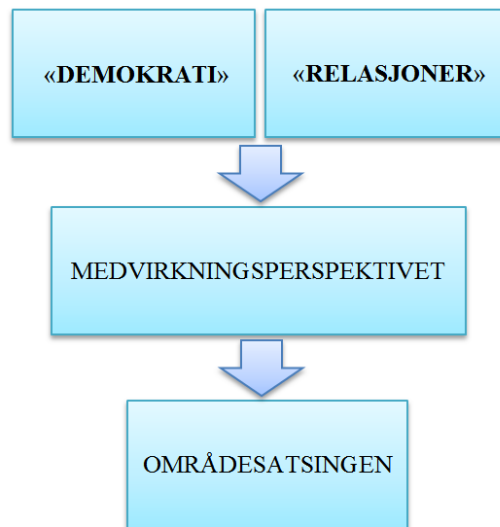 «DEMOKRATI»
«RELASJONER»
MEDVIRKNINGSPERSPEKTIVET
OMRÅDESATSINGEN